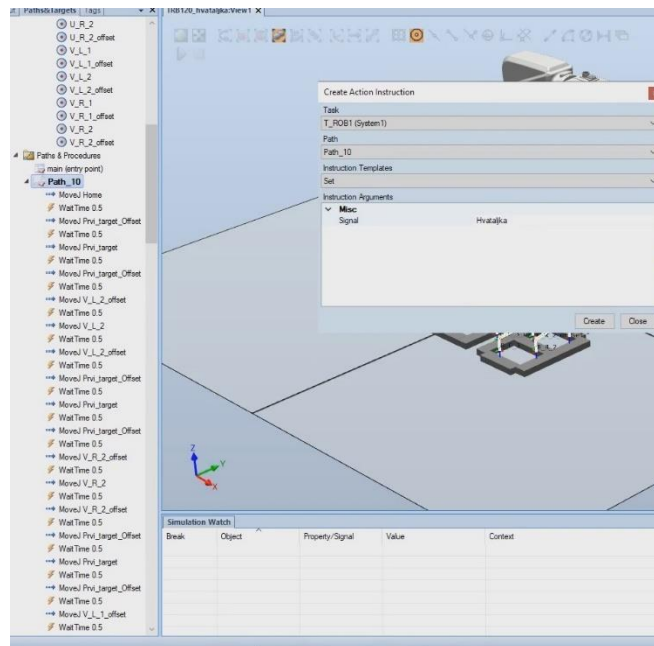 Paths&Targets Tags
IRB120_hvataljka:View1 X
U_R_2
U_R_2_offset
V_L_1
V_L_1_offset
V_L_2
V_L_2_offset
V_R_1
V_R_1_offset
V_R_2
V_R_2_offset
Paths & Procedures
main (entry point)
Path_10
MoveJ Home
WaitTime 0.5
MoveJ Prvi_target_Offset
WaitTime 0.5
MoveJ Prvi_target
WaitTime 0.5
MoveJ Prvi_target_Offset
WaitTime 0.5
MoveJ V_L_2_offset
WaitTime 0.5
MoveJ V_L_2
WaitTime 0.5
MoveJ V_L_2_offset
WaitTime 0.5
MoveJ Prvi_target_Offset
WaitTime 0.5
MoveJ Prvi_target
WaitTime 0.5
MoveJ Prvi_target_Offset
WaitTime 0.5
MoveJ V_R_2_offset
WaitTime 0.5
MoveJ V_R_2
WaitTime 0.5
MoveJ V_R_2_offset
WaitTime 0.5
MoveJ Prvi_target_Offset
WaitTime 0.5
MoveJ Prvi_target
WaitTime 0.5
MoveJ Prvi_target_Offset
WaitTime 0.5
MoveJ V_L_1_offset
WaitTime 0.5
Create Action Instruction
Task
T_ROB1 (System1)
Path
Path_10
Instruction Templates
Set
Instruction Arguments
Misc
Signal Hvataljka
Create Close
Z
Y
X
Simulation Watch
Break Object Property/Signal Value Context